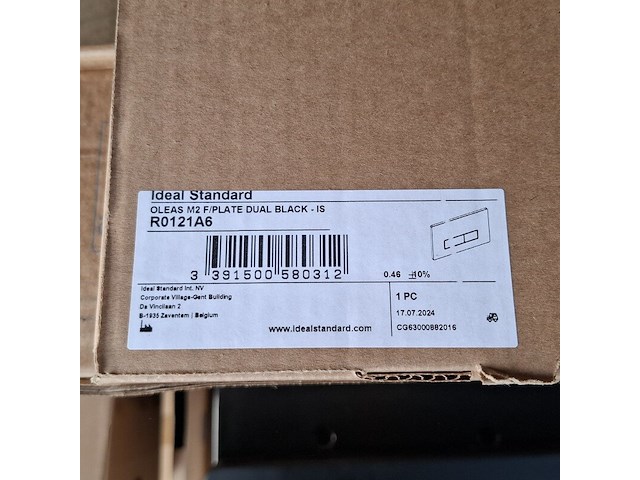 Ideal Standard
OLEAS M2 F/PLATE DUAL BLACK - IS
R0121A6
3 391500 580312
0.46 ±10%
Ideal Standard Int. NV
Corporate Village-Gent Building
Da Vincilaan 2
B-1935 Zaventem | Belgium
www.idealstandard.com
1 PC
17.07.2024
CG63000882016